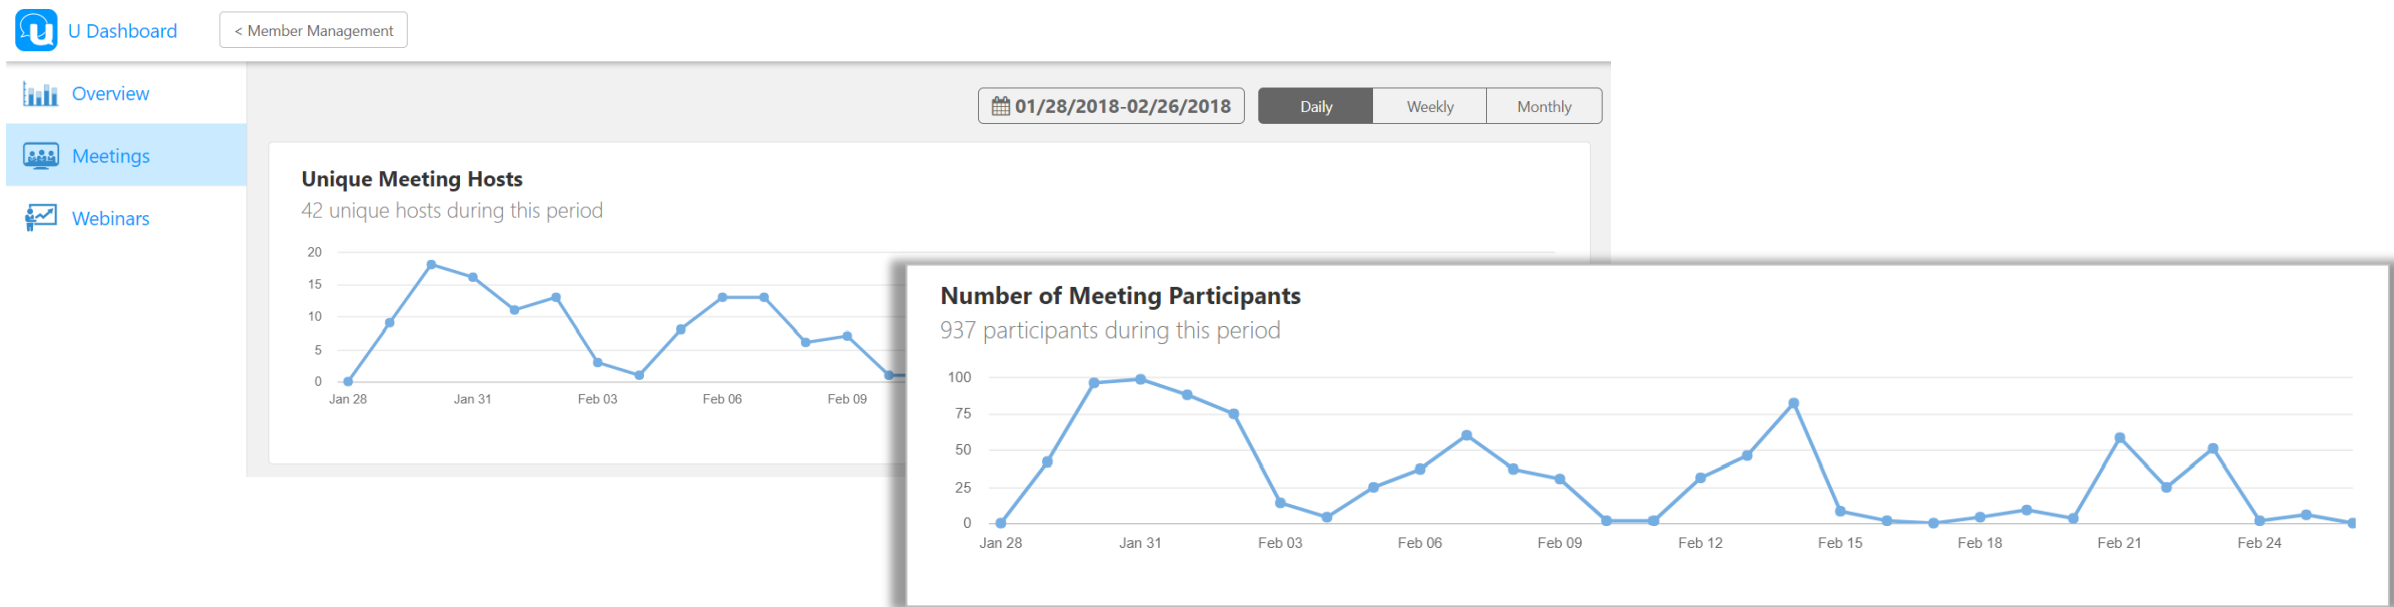 U Dashboard
< Member Management
Overview
Meetings
Webinars
01/28/2018-02/26/2018
Daily
Weekly
Monthly
Unique Meeting Hosts
42 unique hosts during this period
20
15
10
5
0
Jan 28
Jan 31
Feb 03
Feb 06
Feb 09
Number of Meeting Participants
937 participants during this period
100
75
50
25
0
Jan 28
Jan 31
Feb 03
Feb 06
Feb 09
Feb 12
Feb 15
Feb 18
Feb 21
Feb 24